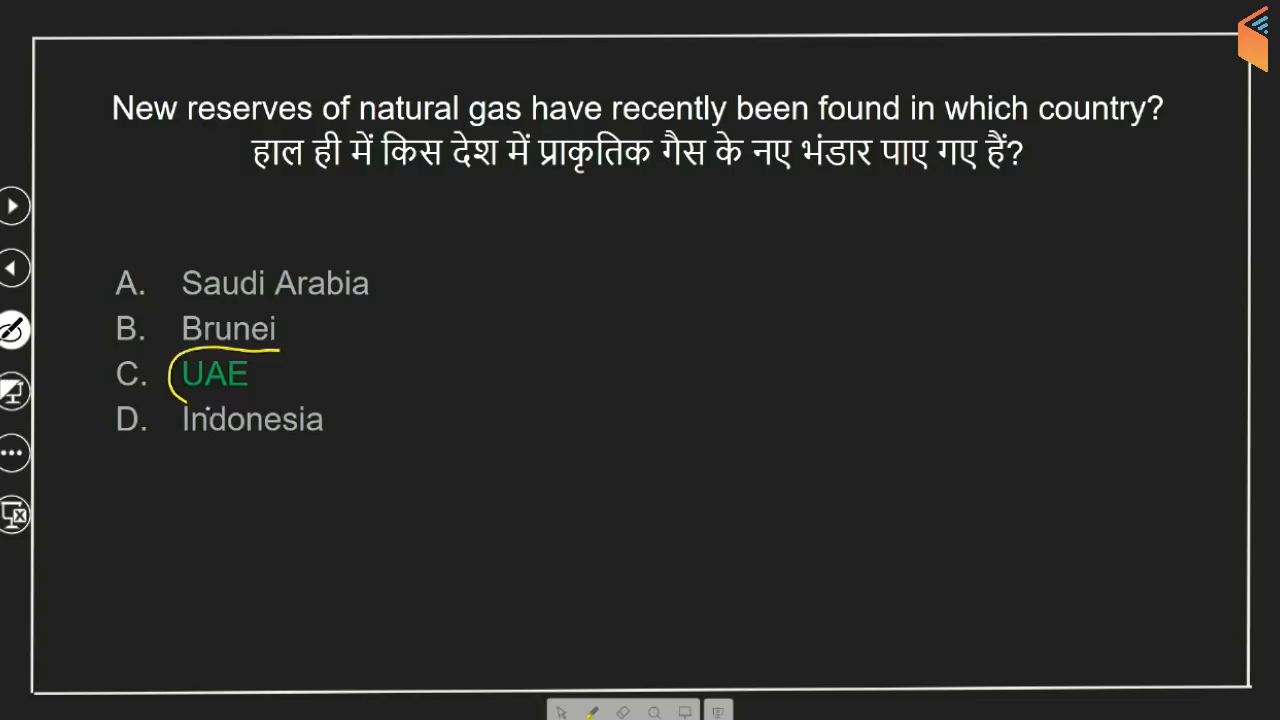 New reserves of natural gas have recently been found in which country?
हाल ही में किस देश में प्राकृतिक गैस के नए भंडार पाए गए हैं?
A. Saudi Arabia
B. Brunei
C. UAE
D. Indonesia